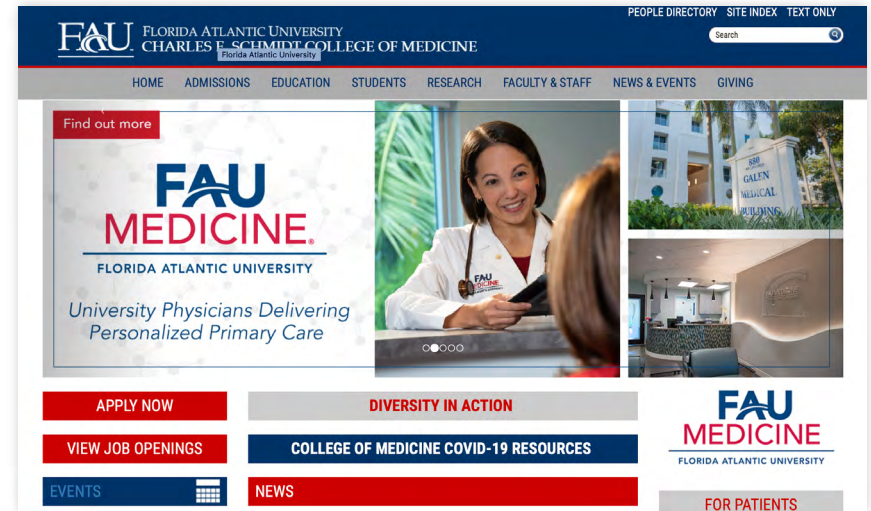 PEOPLE DIRECTORY SITE INDEX TEXT ONLY
FAU
FLORIDA ATLANTIC UNIVERSITY
CHARLES E. SCHMIDT COLLEGE OF MEDICINE
Florida Atlantic University
Search
HOME ADMISSIONS EDUCATION STUDENTS RESEARCH FACULTY & STAFF NEWS & EVENTS GIVING
Find out more
FAU
MEDICINE®
FLORIDA ATLANTIC UNIVERSITY
University Physicians Delivering
Personalized Primary Care
FAU
MEDICINE
880
GALEN
MEDICAL
BUILDING
APPLY NOW
DIVERSITY IN ACTION
VIEW JOB OPENINGS
COLLEGE OF MEDICINE COVID-19 RESOURCES
EVENTS
NEWS
FAU
MEDICINE
FLORIDA ATLANTIC UNIVERSITY
FOR PATIENTS